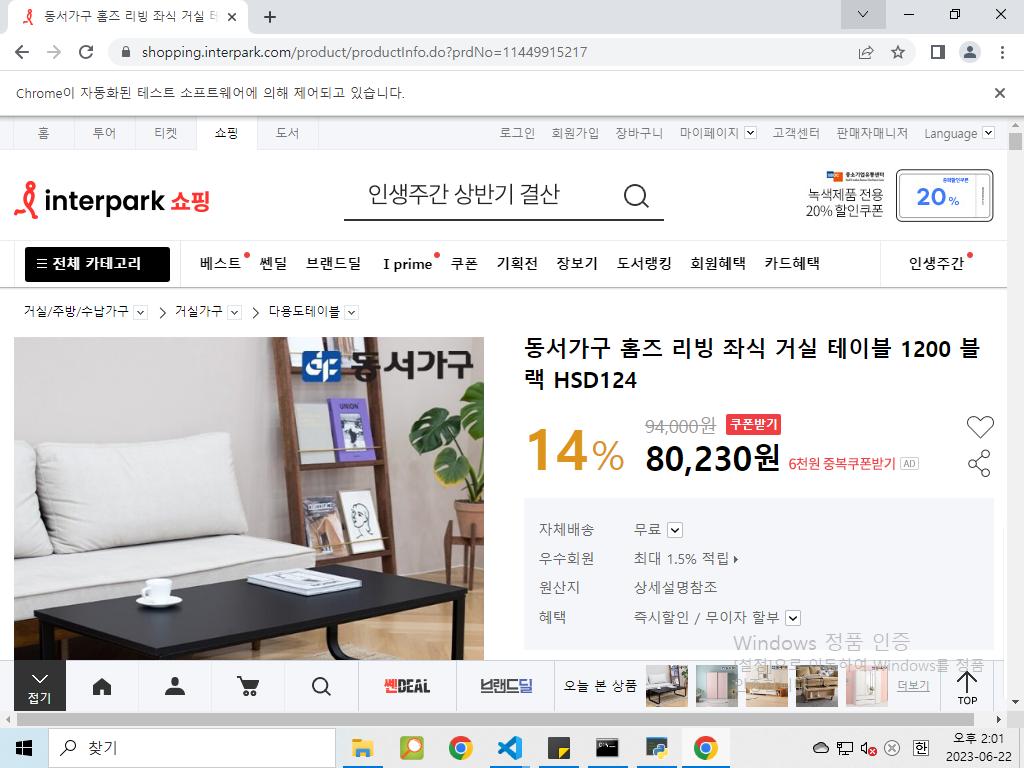 동서가구 홈즈 리빙 좌식 거실 테
shopping.interpark.com/product/productInfo.do?prdNo=11449915217
Chrome이 자동화된 테스트 소프트웨어에 의해 제어되고 있습니다.
홈 투어 티켓 쇼핑 도서 로그인 회원가입 장바구니 마이페이지 고객센터 판매자매니저 Language
interpark 쇼핑
인생주간 상반기 결산
중소기업유통센터
녹색제품 전용
20% 할인쿠폰
중복할인쿠폰
20%
전체 카테고리 베스트 쎈딜 브랜드딜 I prime 쿠폰 기획전 장보기 도서랭킹 회원혜택 카드혜택 인생주간
거실/주방/수납가구 거실가구 다용도테이블
동서가구
UNION
동서가구 홈즈 리빙 좌식 거실 테이블 1200 블
랙 HSD124
14%
94,000원 쿠폰받기
80,230원 6천원 중복쿠폰받기 AD
자체배송 무료
우수회원 최대 1.5% 적립
원산지 상세설명참조
혜택 즉시할인 / 무이자 할부
Windows 정품 인증
[설정]으로 이동하여 Windows를 정품
접기
쎈DEAL
브랜드딜
오늘 본 상품
더보기
TOP
찾기
한
오후 2:01
2023-06-22